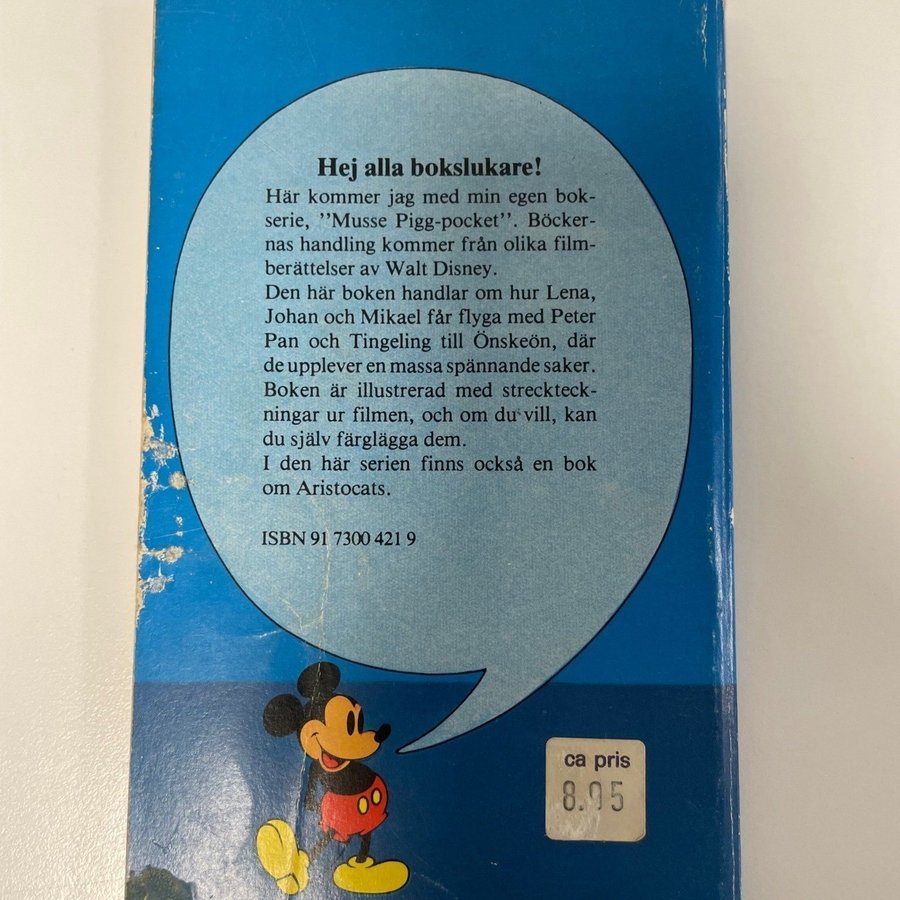 Hej alla bokslukare!
Här kommer jag med min egen bok-
serie, ”Musse Pigg-pocket”. Böcker-
nas handling kommer från olika film-
berättelser av Walt Disney.
Den här boken handlar om hur Lena,
Johan och Mikael får flyga med Peter
Pan och Tingeling till Önskeön, där
de upplever en massa spännande saker.
Boken är illustrerad med streckteck-
ningar ur filmen, och om du vill, kan
du själv färglägga dem.
I den här serien finns också en bok
om Aristocats.
ISBN 91 7300 421 9
ca pris
8.95